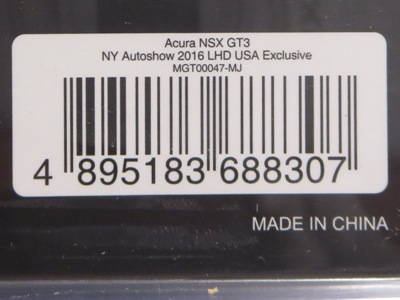 Acura NSX GT3
NY Autoshow 2016 LHD USA Exclusive
MGT00047-MJ
4 895183 688307
MADE IN CHINA